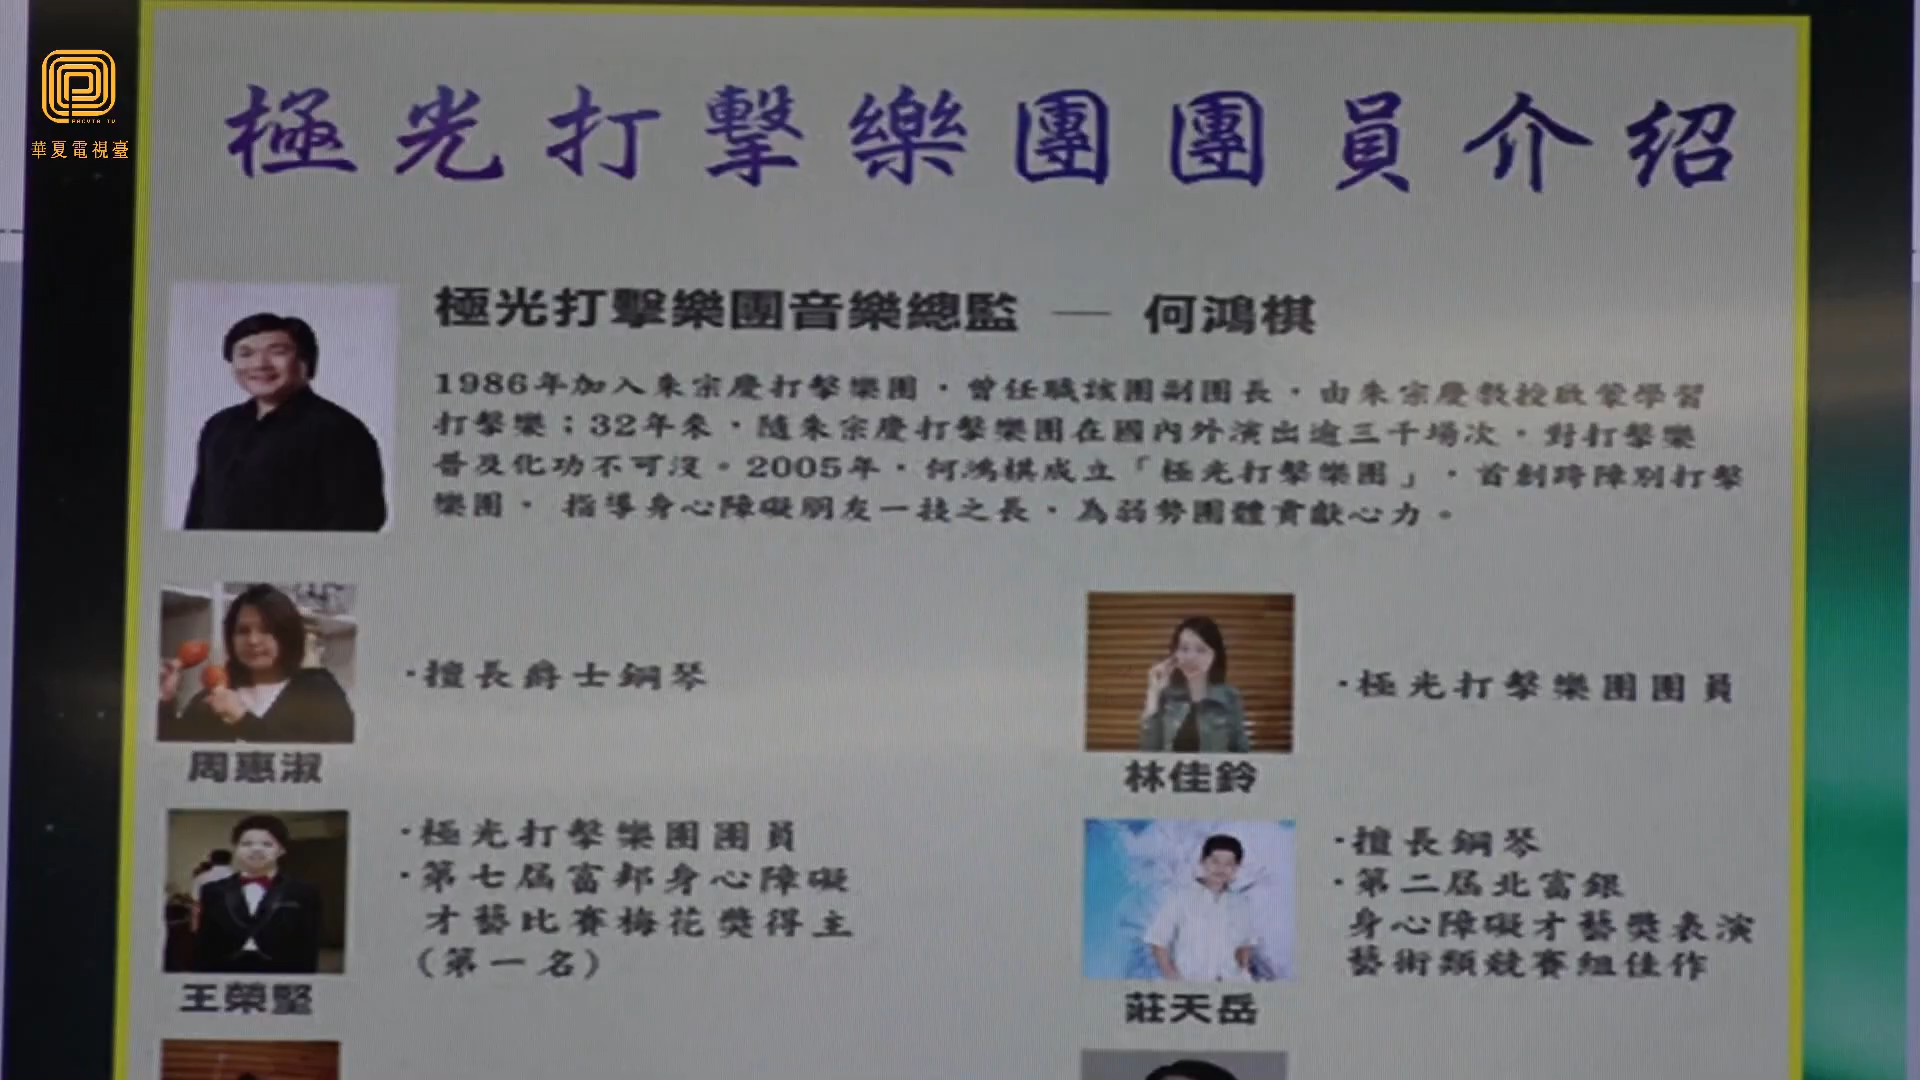 華夏電視臺
極光打擊樂團團員介紹
極光打擊樂團音樂總監 — 何鴻棋
1986年加入朱宗慶打擊樂團，曾任職該團副團長，由朱宗慶教授啟蒙學習
打擊樂；32年來，隨朱宗慶打擊樂團在國內外演出逾三千場次，對打擊樂
普及化功不可沒。2005年，何鴻棋成立「極光打擊樂團」，首創跨障別打擊
樂團， 指導身心障礙朋友一技之長，為弱勢團體貢獻心力。
·擅長爵士鋼琴
周惠淑
·極光打擊樂團團員
林佳鈴
·極光打擊樂團團員
·第七屆富邦身心障礙
才藝比賽梅花獎得主
(第一名)
王榮堅
·擅長鋼琴
·第二屆北富銀
身心障礙才藝獎表演
藝術類競賽組佳作
莊天岳